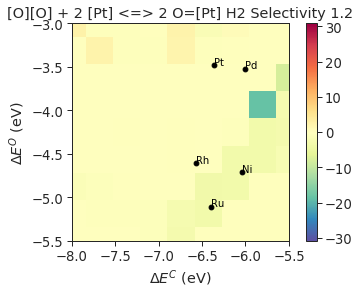 [O][O] + 2 [Pt] <=> 2 O=[Pt] H2 Selectivity 1.2
−3.0
−3.5
−4.0
−4.5
−5.0
−5.5
ΔE^O (eV)
Pt
Pd
Rh
Ni
Ru
−8.0 −7.5 −7.0 −6.5 −6.0 −5.5
ΔE^C (eV)
30
20
10
0
−10
−20
−30